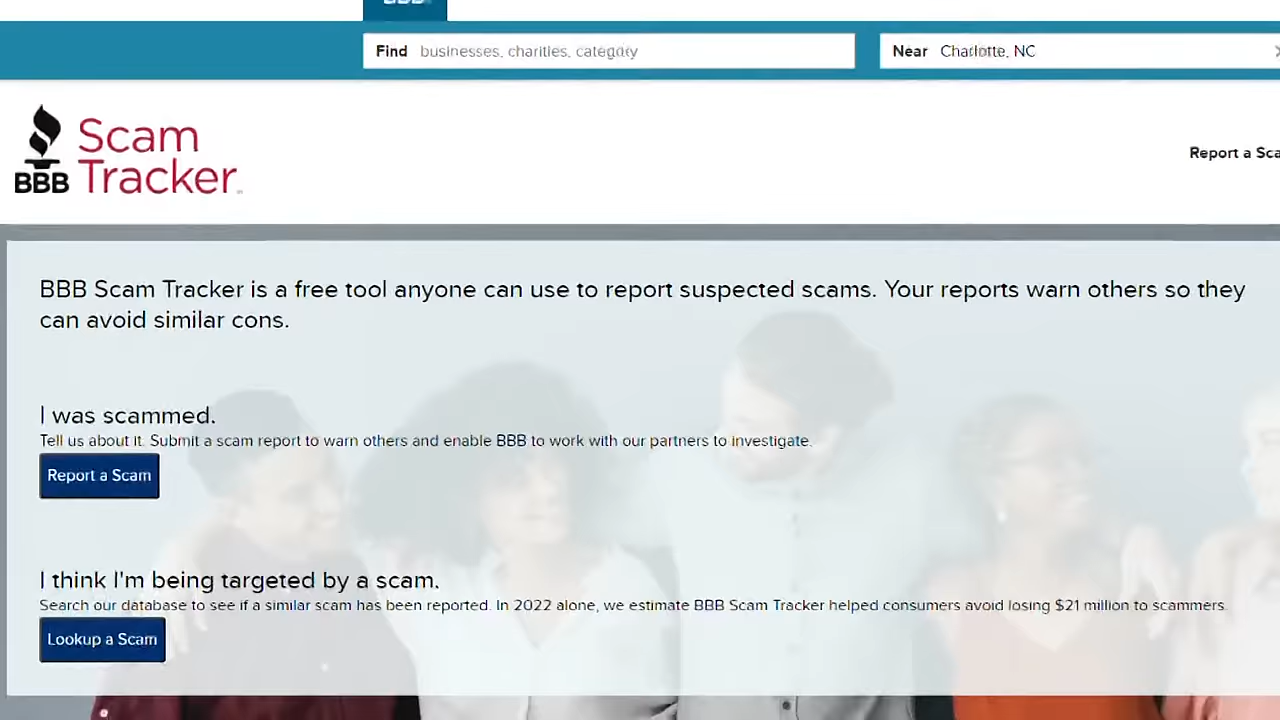 Find businesses, charities, category Near Charlotte, NC
Scam
BBB Tracker
Report a Sca
BBB Scam Tracker is a free tool anyone can use to report suspected scams. Your reports warn others so they
can avoid similar cons.
I was scammed.
Tell us about it. Submit a scam report to warn others and enable BBB to work with our partners to investigate.
Report a Scam
I think I'm being targeted by a scam.
Search our database to see if a similar scam has been reported. In 2022 alone, we estimate BBB Scam Tracker helped consumers avoid losing $21 million to scammers.
Lookup a Scam